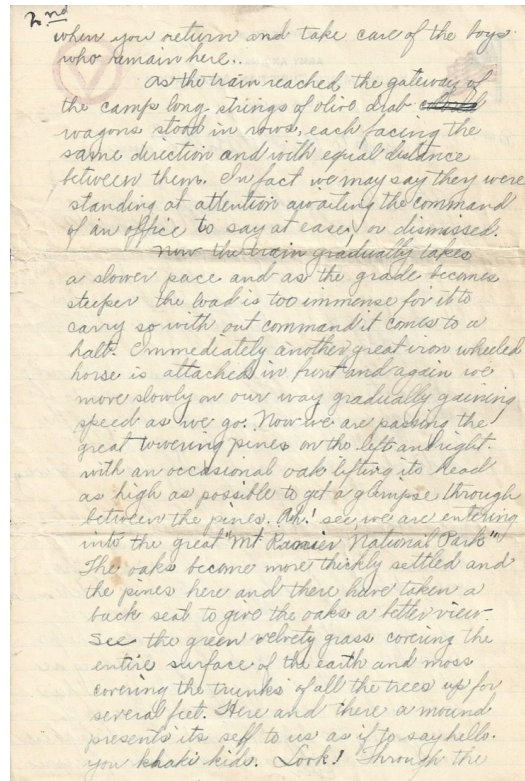 2nd
when you return and take care of the boys
who remain here..
As the train reached the gateway of
the camp long strings of olive drab
wagons stood in rows, each facing the
same direction and with equal distance
between them. In fact we may say they were
standing at attention awaiting the command
of an office to say at ease, or dismissed.
Now the train gradually takes
a slower pace and as the grade becomes
steeper the load is too immense for it to
carry so with out command it comes to a
halt. Immediately another great iron wheeled
horse is attached in front and again we
move slowly on our way gradually gaining
speed as we go. Now we are passing the
great towering pines on the left and right.
with an occasional oak lifting its head
as high as possible to get a glimpse through
between the pines. Ah! see we are entering
into the great "Mt Ranier National Park"
The oaks become more thickly settled and
the pines here and there have taken a
back seat to give the oaks a better view.
See the green velvety grass covering the
entire surface of the earth and moss
covering the trunks of all the trees up for
several feet. Here and there a mound
presents its self to us as if to say hello.
you khaki kids. Look! Through the